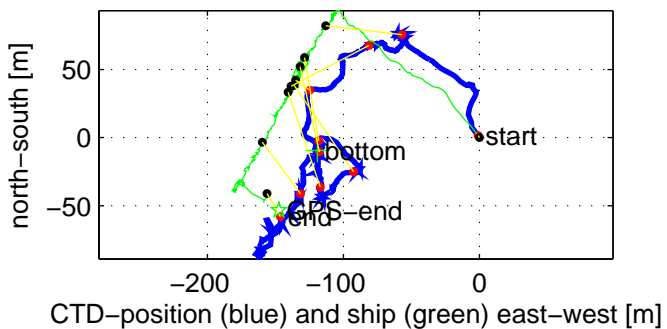 north−south [m]
50
0
−50
start
bottom
GPS−end
end
−200
−100
0
CTD−position (blue) and ship (green) east−west [m]